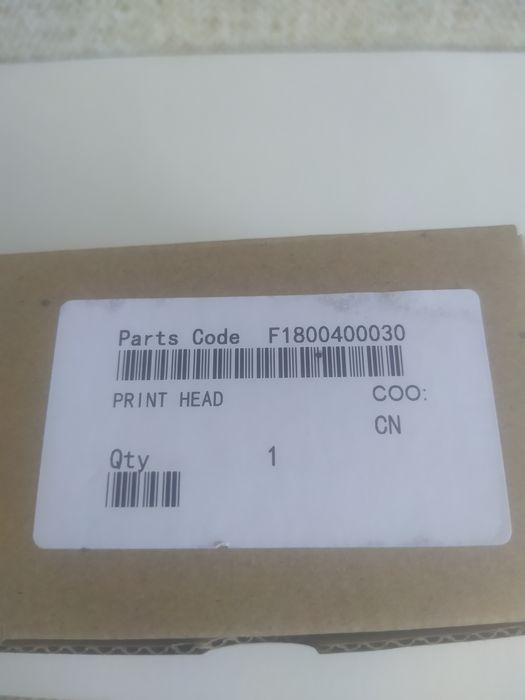 Parts Code F1800400030
PRINT HEAD COO:
CN
Qty 1